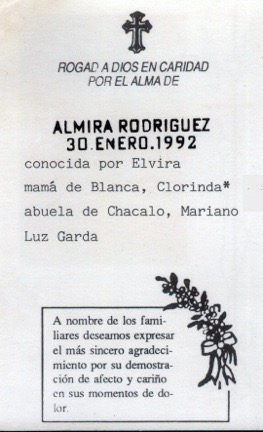 ROGAD A DIOS EN CARIDAD
POR EL ALMA DE
ALMIRA RODRIGUEZ
30.ENERO.1992
conocida por Elvira
mamá de Blanca, Clorinda*
abuela de Chacalo, Mariano
Luz Garda
A nombre de los fami-
liares deseamos expresar
el más sincero agradeci-
miento por su demostra-
ción de afecto y cariño
en sus momentos de do-
lor.